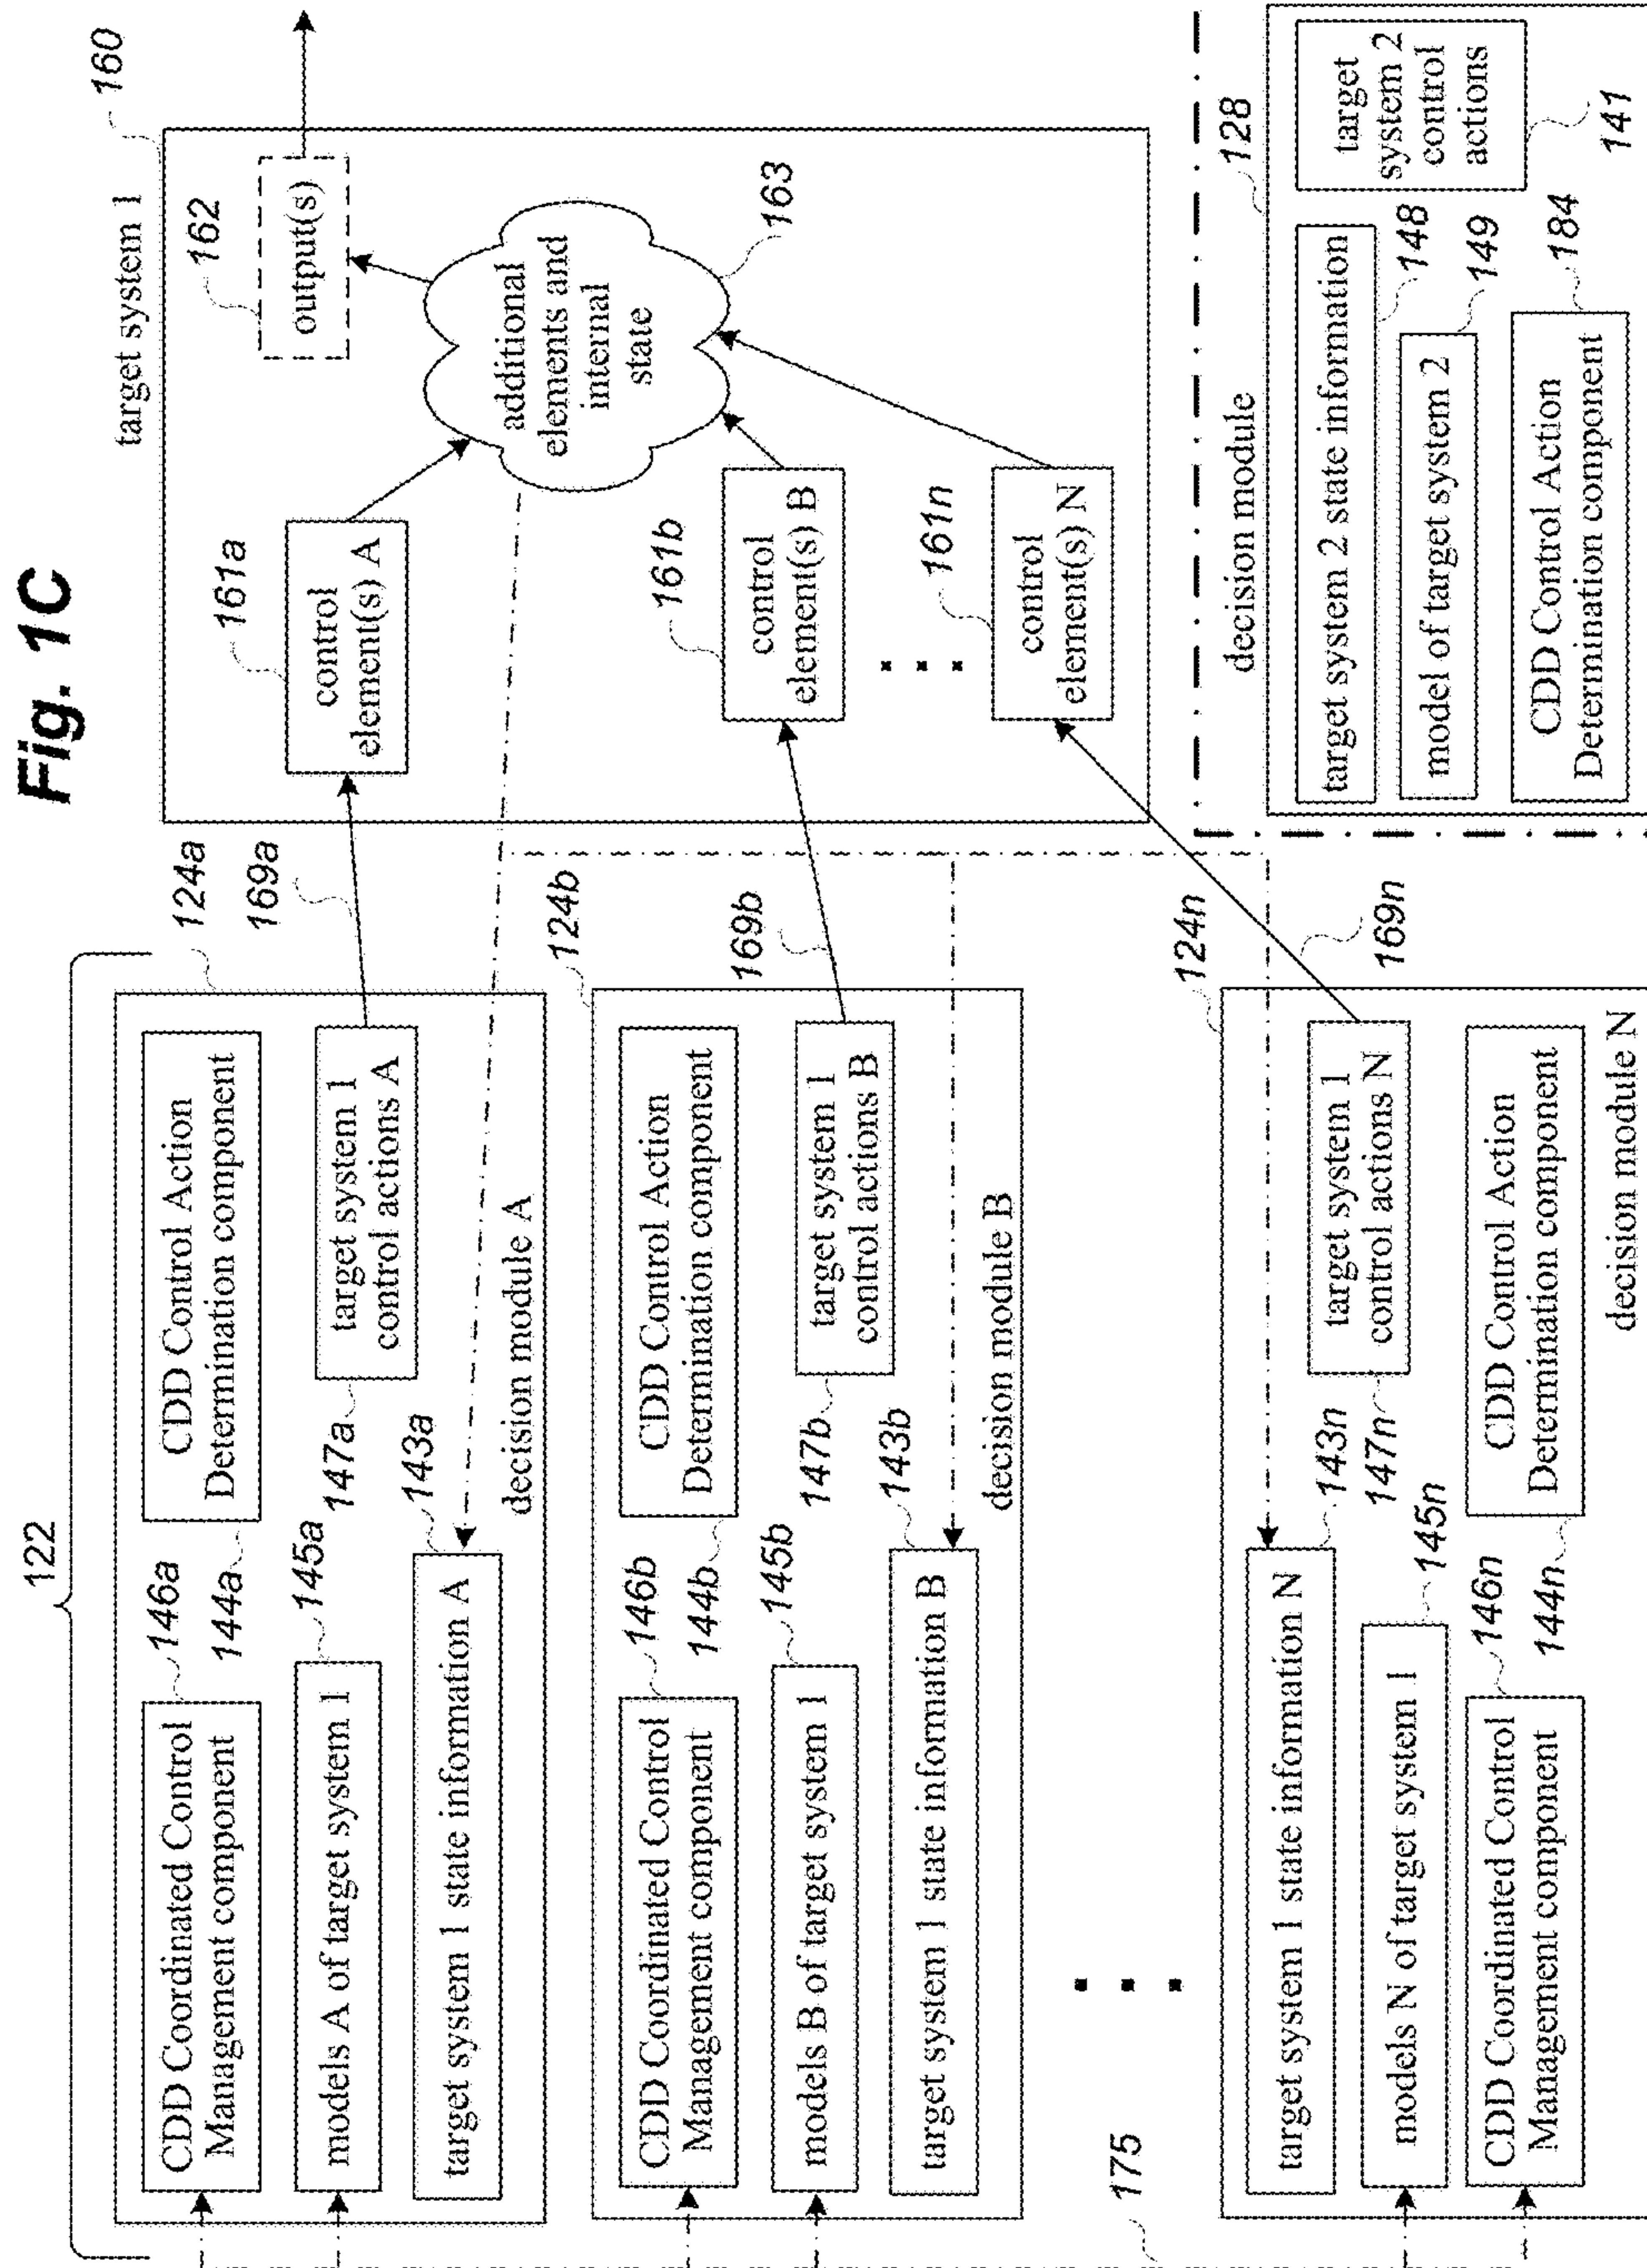 Fig. 1C
122
124a
CDD Coordinated Control
Management component
146a
CDD Control Action
Determination component
144a
models A of target system 1
145a
target system 1
control actions A
147a
169a
target system 1 state information A
143a
decision module A
124b
CDD Coordinated Control
Management component
146b
CDD Control Action
Determination component
144b
models B of target system 1
145b
target system 1
control actions B
147b
169b
target system 1 state information B
143b
decision module B
175
124n
target system 1 state information N
143n
target system 1
control actions N
147n
169n
models N of target system 1
145n
CDD Coordinated Control
Management component
146n
CDD Control Action
Determination component
144n
decision module N
target system 1
160
control
element(s) A
161a
output(s)
162
additional
elements and
internal
state
163
control
element(s) B
161b
control
element(s) N
161n
decision module
128
target system 2 state information
148
model of target system 2
149
CDD Control Action
Determination component
184
target
system 2
control
actions
141